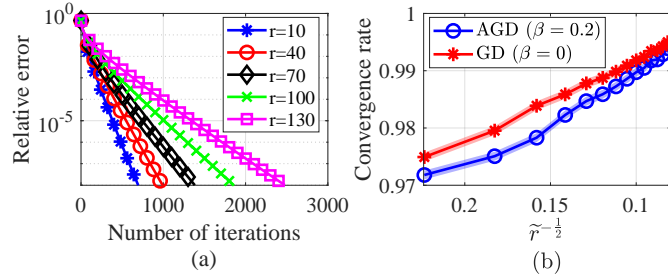 Relative error
10^0
10^-5
r=10
r=40
r=70
r=100
r=130
0 1000 2000 3000
Number of iterations
(a)
Convergence rate
0.99
0.98
0.97
AGD (β = 0.2)
GD (β = 0)
0.2 0.15 0.1
r̃^{-1/2}
(b)